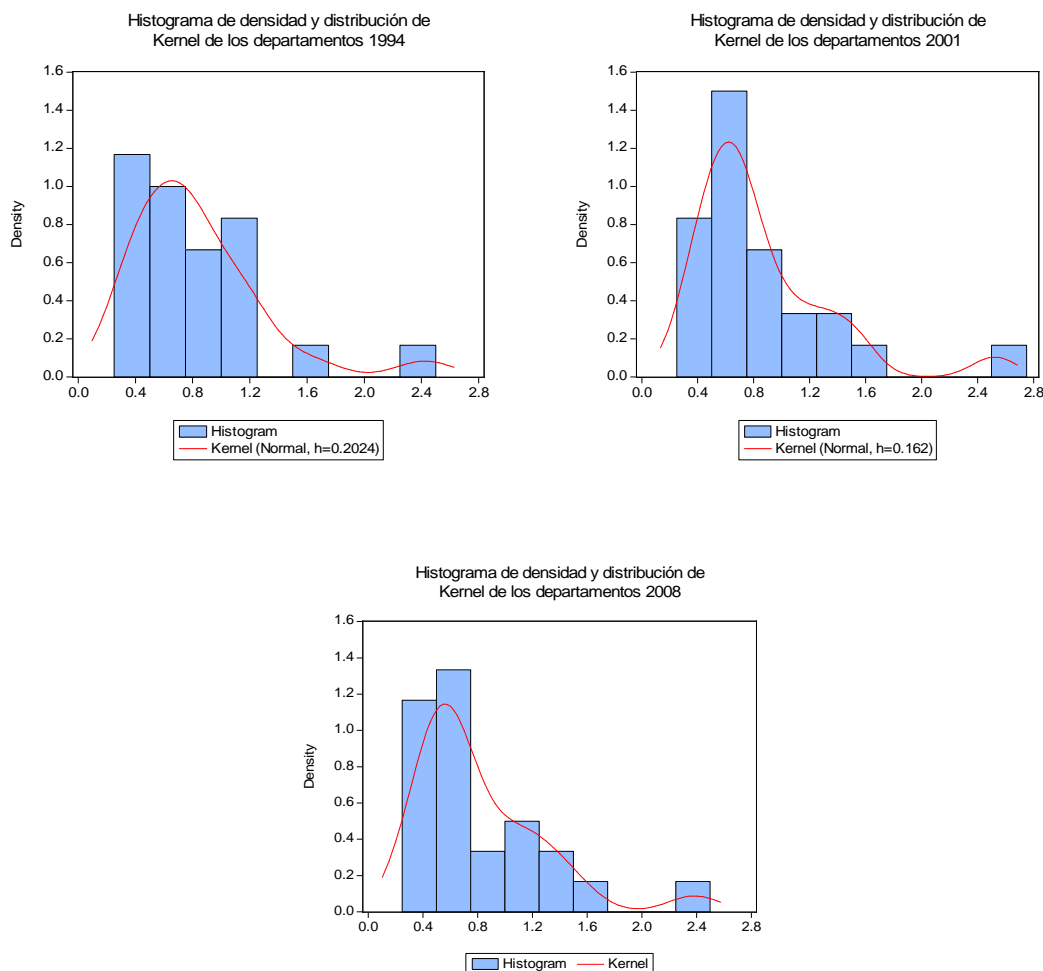 Histograma de densidad y distribución de
Kernel de los departamentos 1994
1.6
1.4
1.2
1.0
0.8
0.6
0.4
0.2
0.0
Density
0.0 0.4 0.8 1.2 1.6 2.0 2.4 2.8
Histogram
Kernel (Normal, h=0.2024)
Histograma de densidad y distribución de
Kernel de los departamentos 2001
1.6
1.4
1.2
1.0
0.8
0.6
0.4
0.2
0.0
Density
0.0 0.4 0.8 1.2 1.6 2.0 2.4 2.8
Histogram
Kernel (Normal, h=0.162)
Histograma de densidad y distribución de
Kernel de los departamentos 2008
1.6
1.4
1.2
1.0
0.8
0.6
0.4
0.2
0.0
Density
0.0 0.4 0.8 1.2 1.6 2.0 2.4 2.8
Histogram Kernel